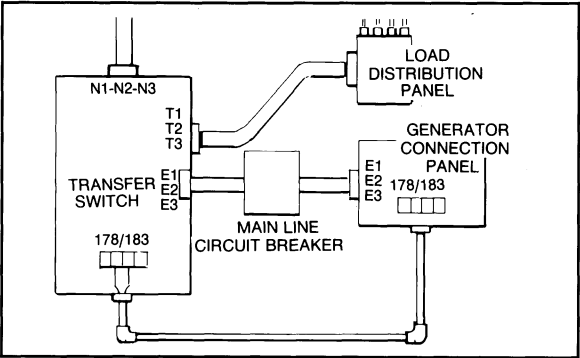 N1-N2-N3
T1
T2
T3
LOAD
DISTRIBUTION
PANEL
GENERATOR
CONNECTION
PANEL
E1
E2
E3
TRANSFER
SWITCH
E1
E2
E3
178/183
MAIN LINE
CIRCUIT BREAKER
178/183